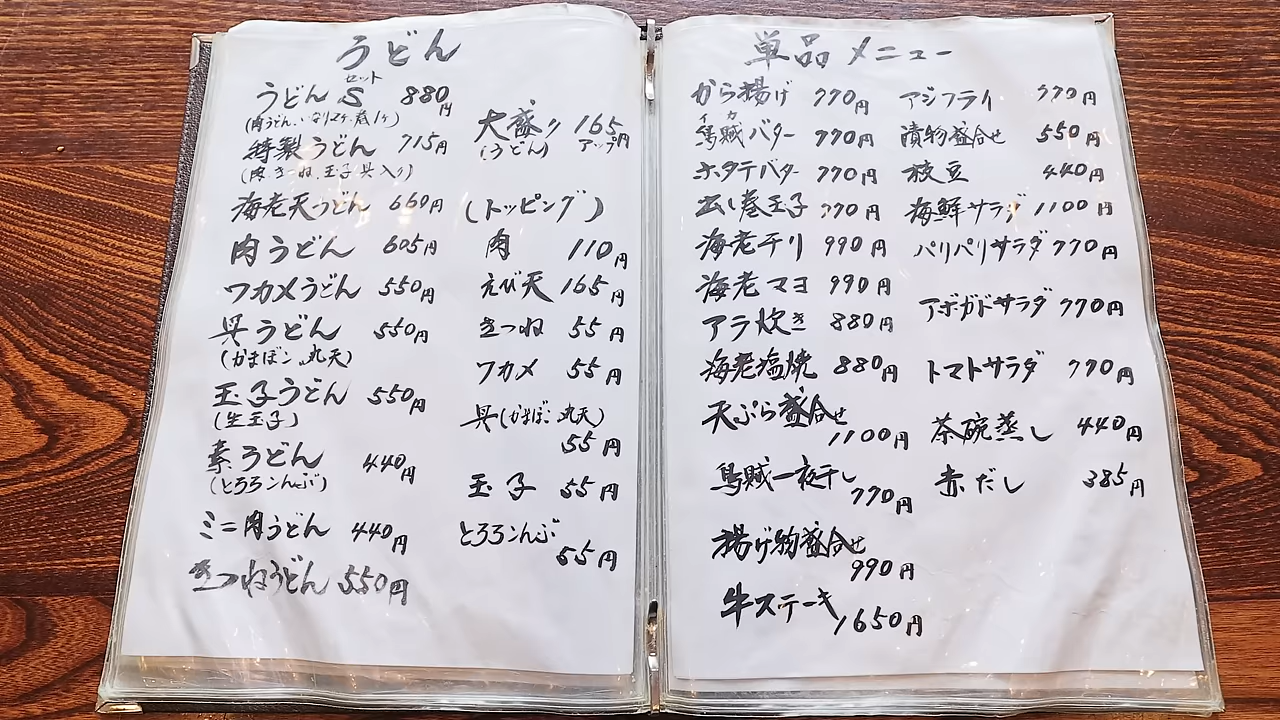 うどん
セット
うどんS 880円
(肉うどん、いなり2ケ、巻1ケ)
特製うどん 715円
(肉、きつね、玉子、具入り)
海老天うどん 660円
肉うどん 605円
ワカメうどん 550円
具うどん 550円
(かまぼこ、丸天)
玉子うどん 550円
(生玉子)
素うどん 440円
(とろろこんぶ)
ミニ肉うどん 440円
きつねうどん 550円
大盛り 165円
(うどん) アップ
(トッピング)
肉 110円
えび天 165円
きつね 55円
ワカメ 55円
具(かまぼこ、丸天)
55円
玉子 55円
とろろこんぶ
55円
単品メニュー
から揚げ 770円
イカ
烏賊バター 770円
ホタテバター 770円
出し巻玉子 770円
海老チリ 990円
海老マヨ 990円
アラ炊き 880円
海老塩焼 880円
天ぷら盛合せ
1100円
烏賊一夜干し
770円
揚げ物盛合せ
990円
牛ステーキ
1650円
アジフライ 770円
漬物盛合せ 550円
枝豆 440円
海鮮サラダ 1100円
パリパリサラダ 770円
アボガドサラダ 770円
トマトサラダ 770円
茶碗蒸し 440円
赤だし 385円